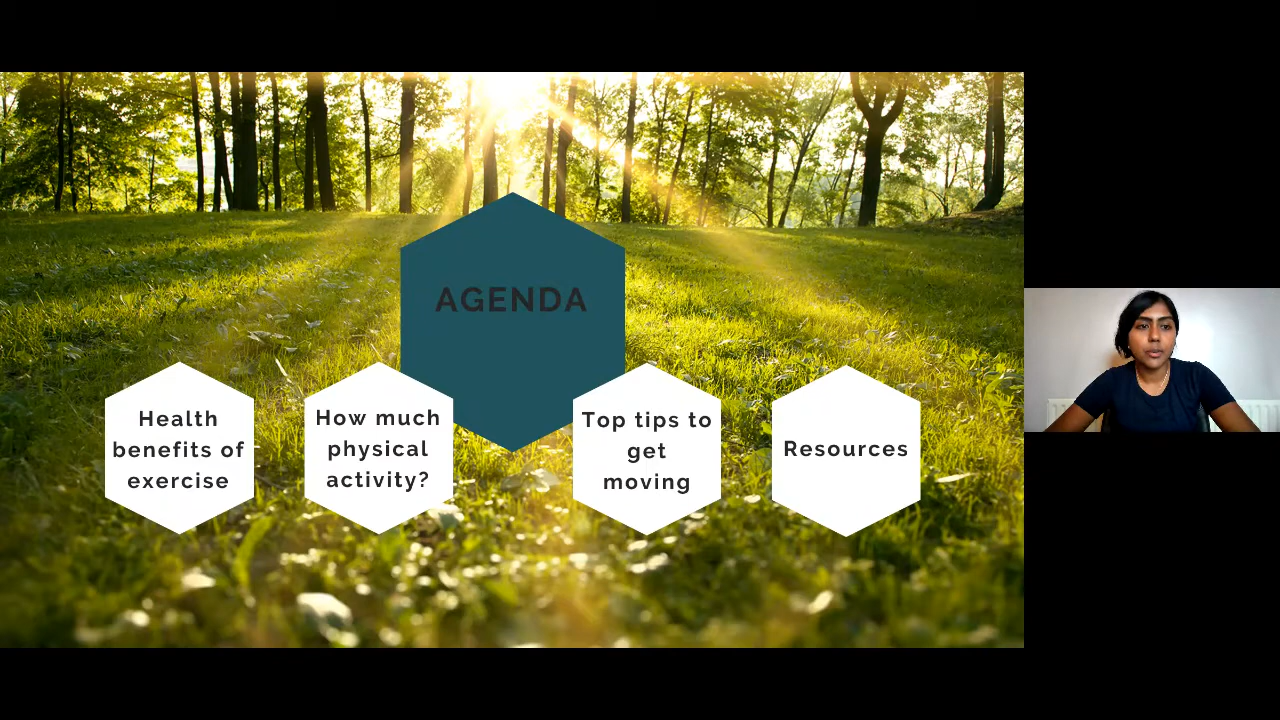 AGENDA
Health
benefits of
exercise
How much
physical
activity?
Top tips to
get
moving
Resources